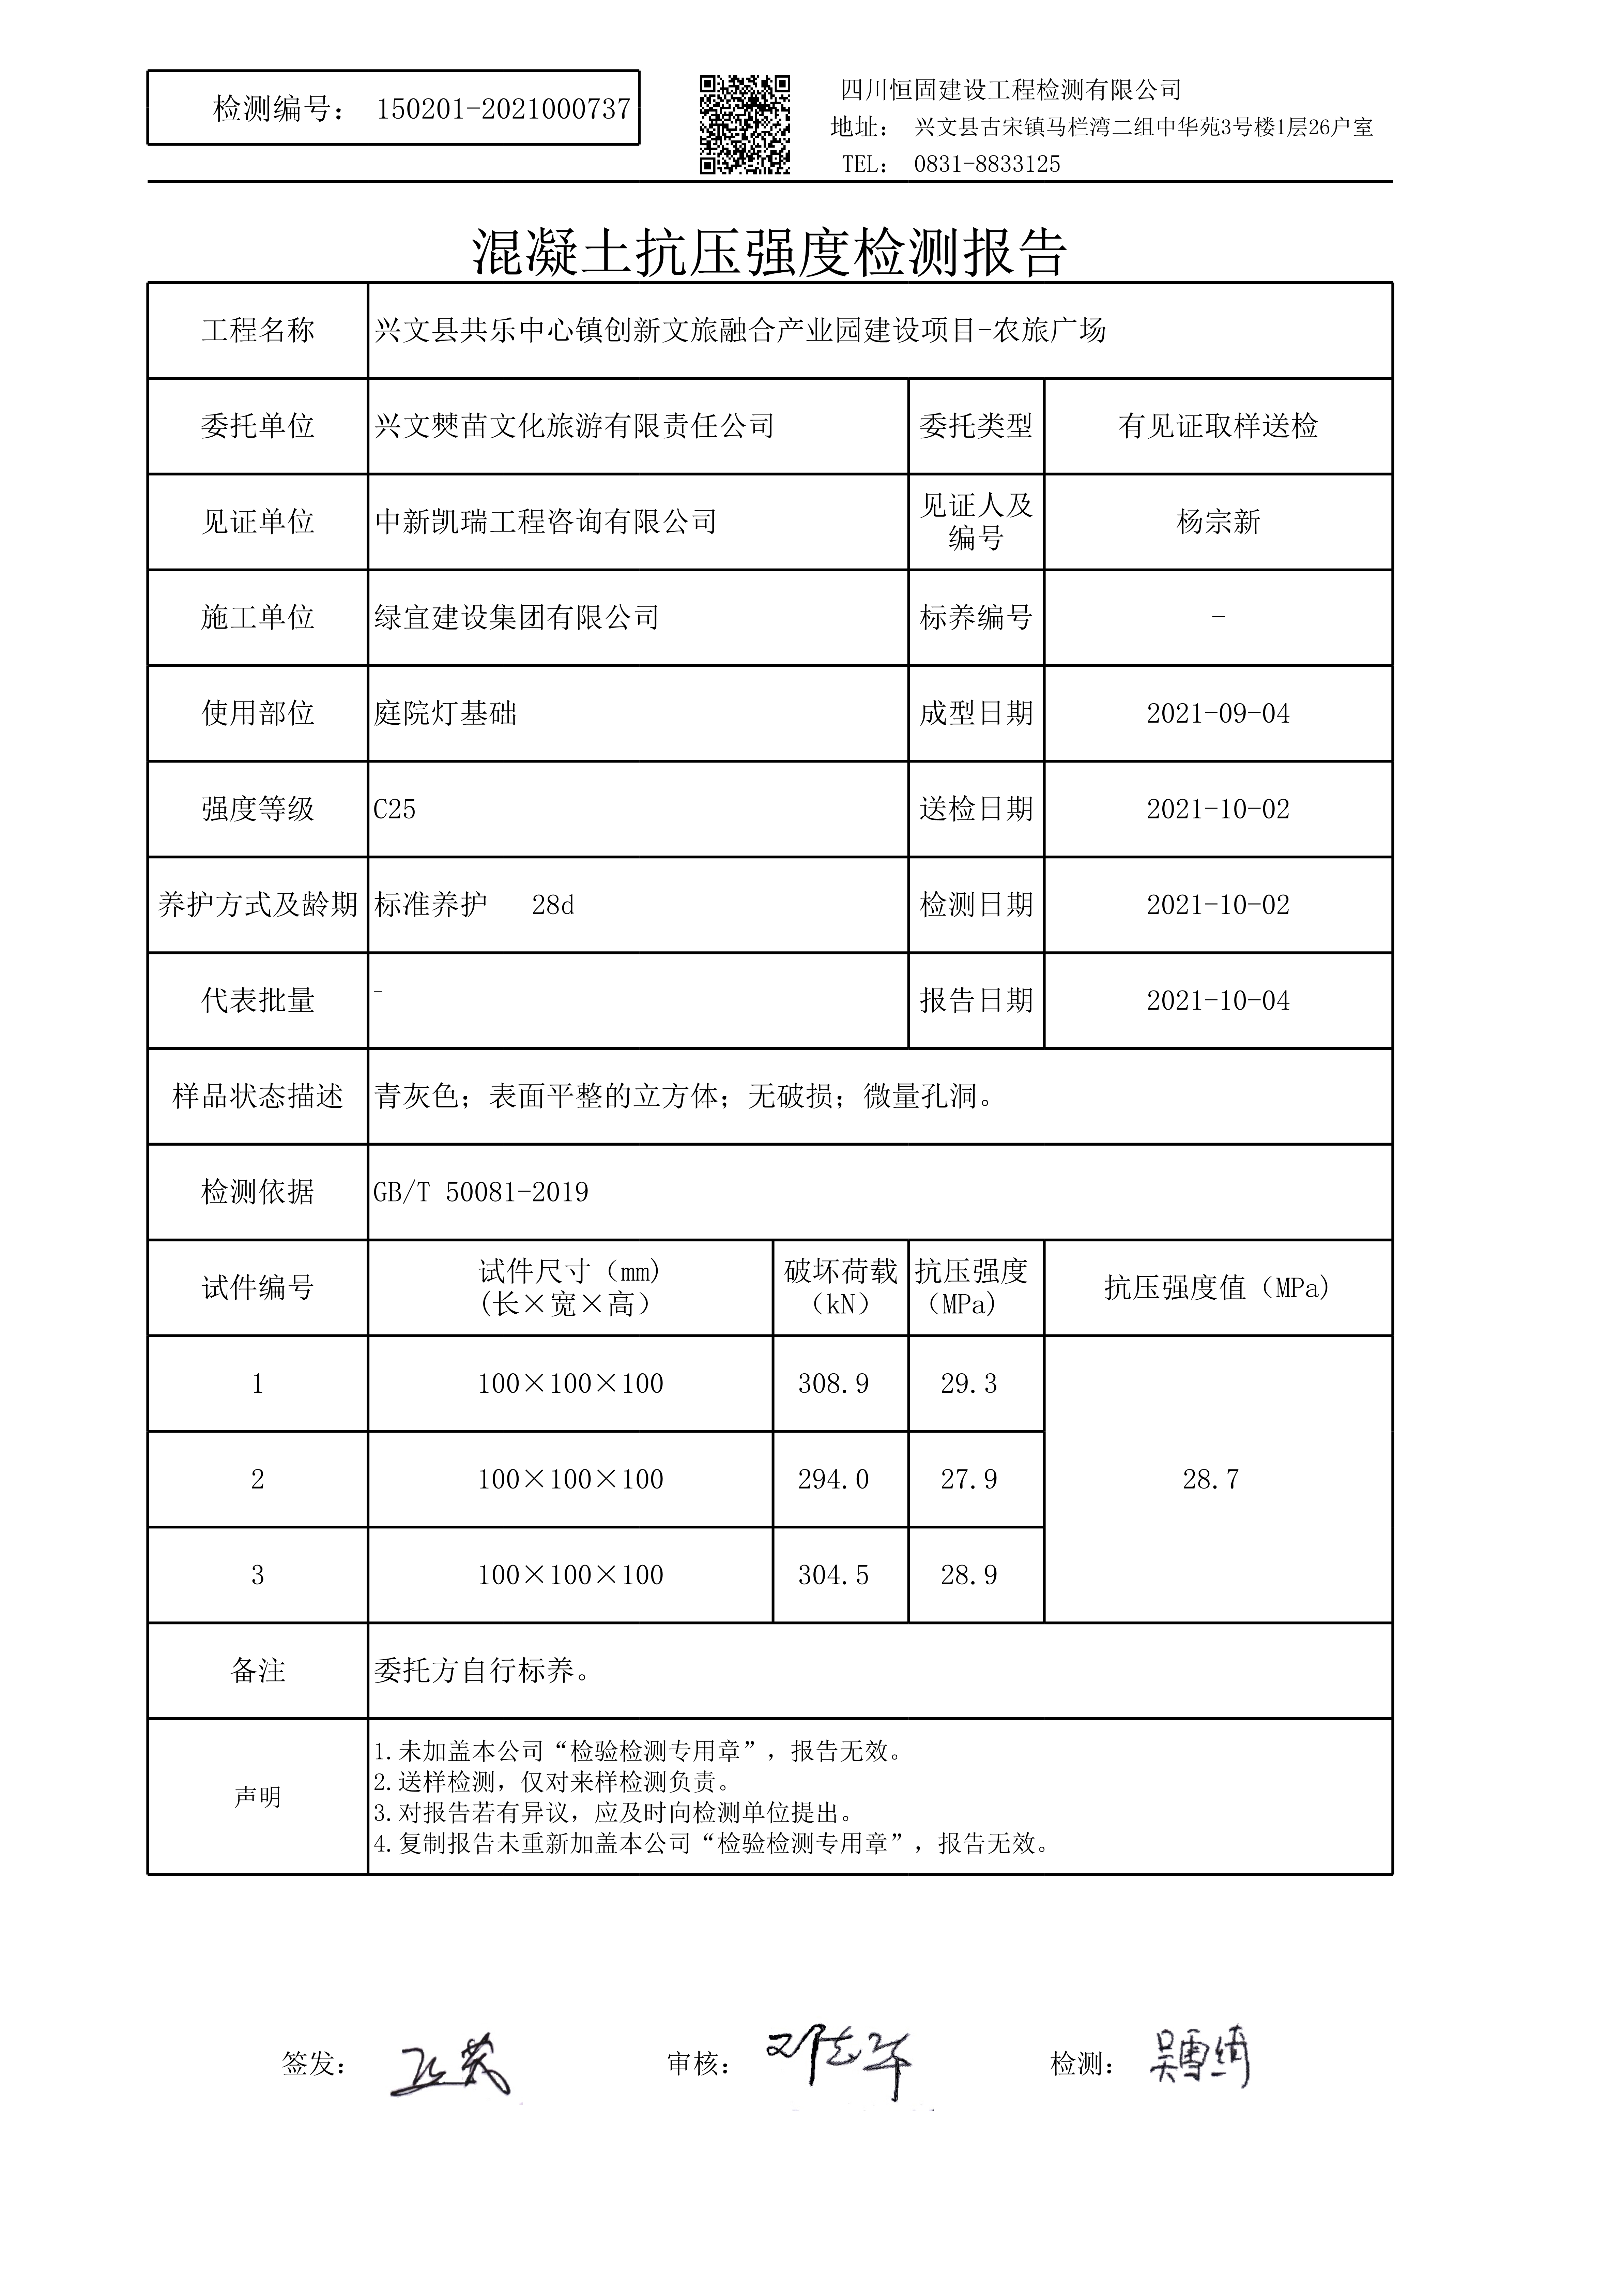 检测编号： 150201-2021000737
四川恒固建设工程检测有限公司
地址： 兴文县古宋镇马栏湾二组中华苑3号楼1层26户室
TEL： 0831-8833125
混凝土抗压强度检测报告
工程名称 兴文县共乐中心镇创新文旅融合产业园建设项目-农旅广场
委托单位 兴文僰苗文化旅游有限责任公司 委托类型 有见证取样送检
见证单位 中新凯瑞工程咨询有限公司 见证人及编号 杨宗新
施工单位 绿宜建设集团有限公司 标养编号 -
使用部位 庭院灯基础 成型日期 2021-09-04
强度等级 C25 送检日期 2021-10-02
养护方式及龄期 标准养护 28d 检测日期 2021-10-02
代表批量 - 报告日期 2021-10-04
样品状态描述 青灰色；表面平整的立方体；无破损；微量孔洞。
检测依据 GB/T 50081-2019
试件编号 试件尺寸（mm）(长×宽×高） 破坏荷载（kN） 抗压强度（MPa） 抗压强度值（MPa）
1 100×100×100 308.9 29.3
2 100×100×100 294.0 27.9 28.7
3 100×100×100 304.5 28.9
备注 委托方自行标养。
声明
1.未加盖本公司“检验检测专用章”，报告无效。
2.送样检测，仅对来样检测负责。
3.对报告若有异议，应及时向检测单位提出。
4.复制报告未重新加盖本公司“检验检测专用章”，报告无效。
签发： 审核： 检测： 吴雪绮